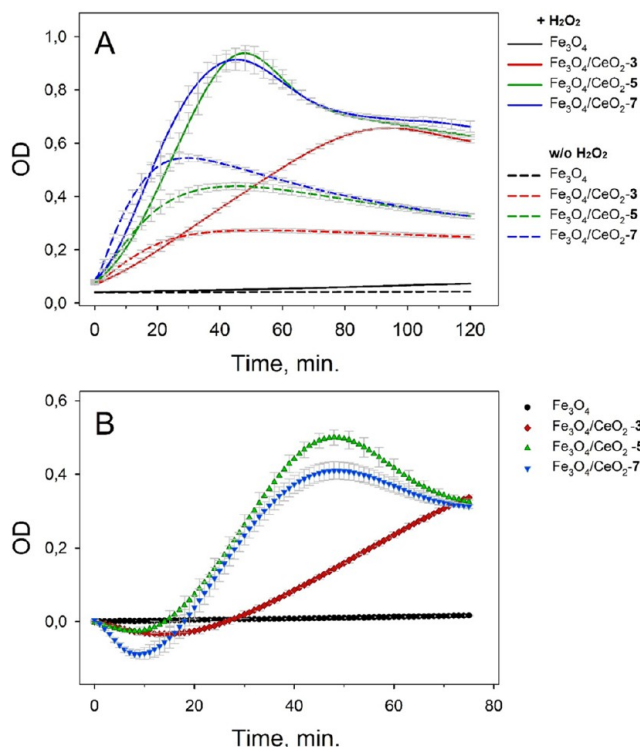 A
OD
1,0
0,8
0,6
0,4
0,2
0,0
0 20 40 60 80 100 120
Time, min.
+ H₂O₂
Fe₃O₄
Fe₃O₄/CeO₂-3
Fe₃O₄/CeO₂-5
Fe₃O₄/CeO₂-7
w/o H₂O₂
Fe₃O₄
Fe₃O₄/CeO₂-3
Fe₃O₄/CeO₂-5
Fe₃O₄/CeO₂-7
B
OD
0,6
0,4
0,2
0,0
0 20 40 60 80
Time, min.
Fe₃O₄
Fe₃O₄/CeO₂-3
Fe₃O₄/CeO₂-5
Fe₃O₄/CeO₂-7